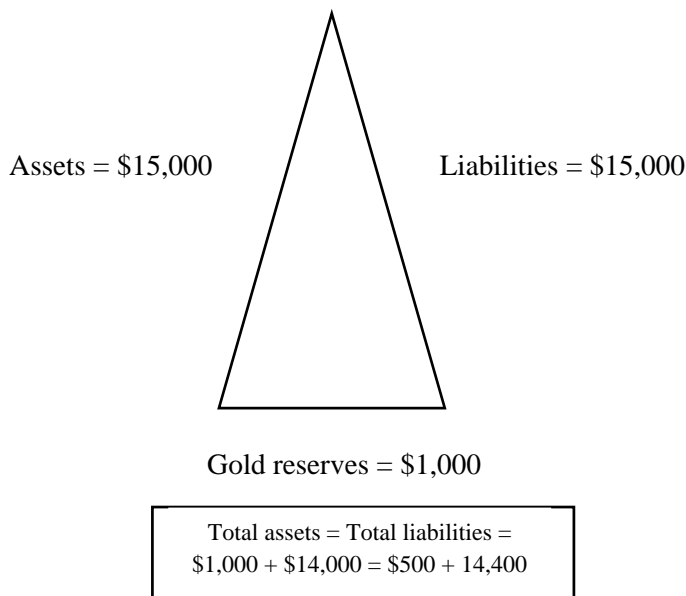 Assets = $15,000
Liabilities = $15,000
Gold reserves = $1,000
Total assets = Total liabilities =
$1,000 + $14,000 = $500 + 14,400